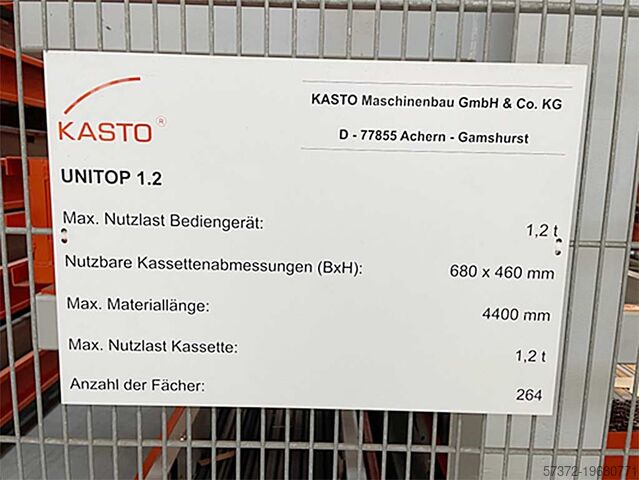 KASTO ®
KASTO Maschinenbau GmbH & Co. KG
D - 77855 Achern - Gamshurst
UNITOP 1.2
Max. Nutzlast Bediengerät: 1,2 t
Nutzbare Kassettenabmessungen (BxH): 680 x 460 mm
Max. Materiallänge: 4400 mm
Max. Nutzlast Kassette: 1,2 t
Anzahl der Fächer: 264
57372-19680771